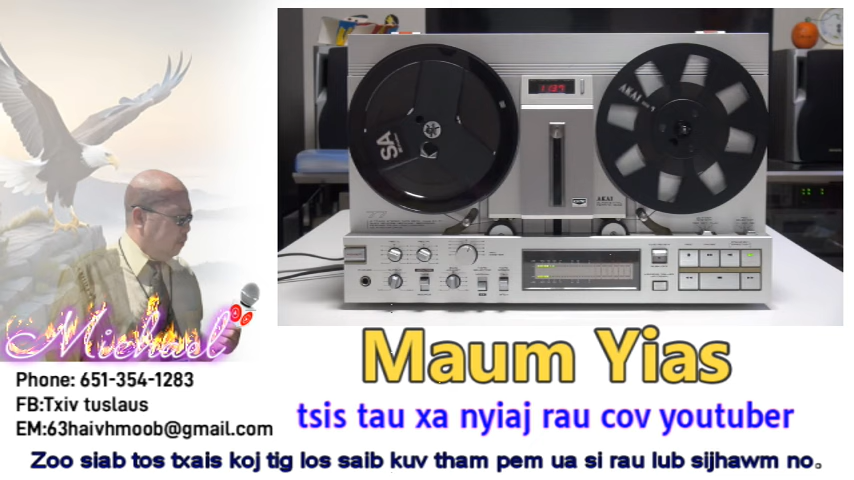 Michael
Phone: 651-354-1283
FB:Txiv tuslaus
EM:63haivhmoob@gmail.com
SA
AKAI
77
AKAI
Maum Yias
tsis tau xa nyiaj rau cov youtuber
Zoo siab tos txais koj tig los saib kuv tham pem ua si rau lub sijhawm no。